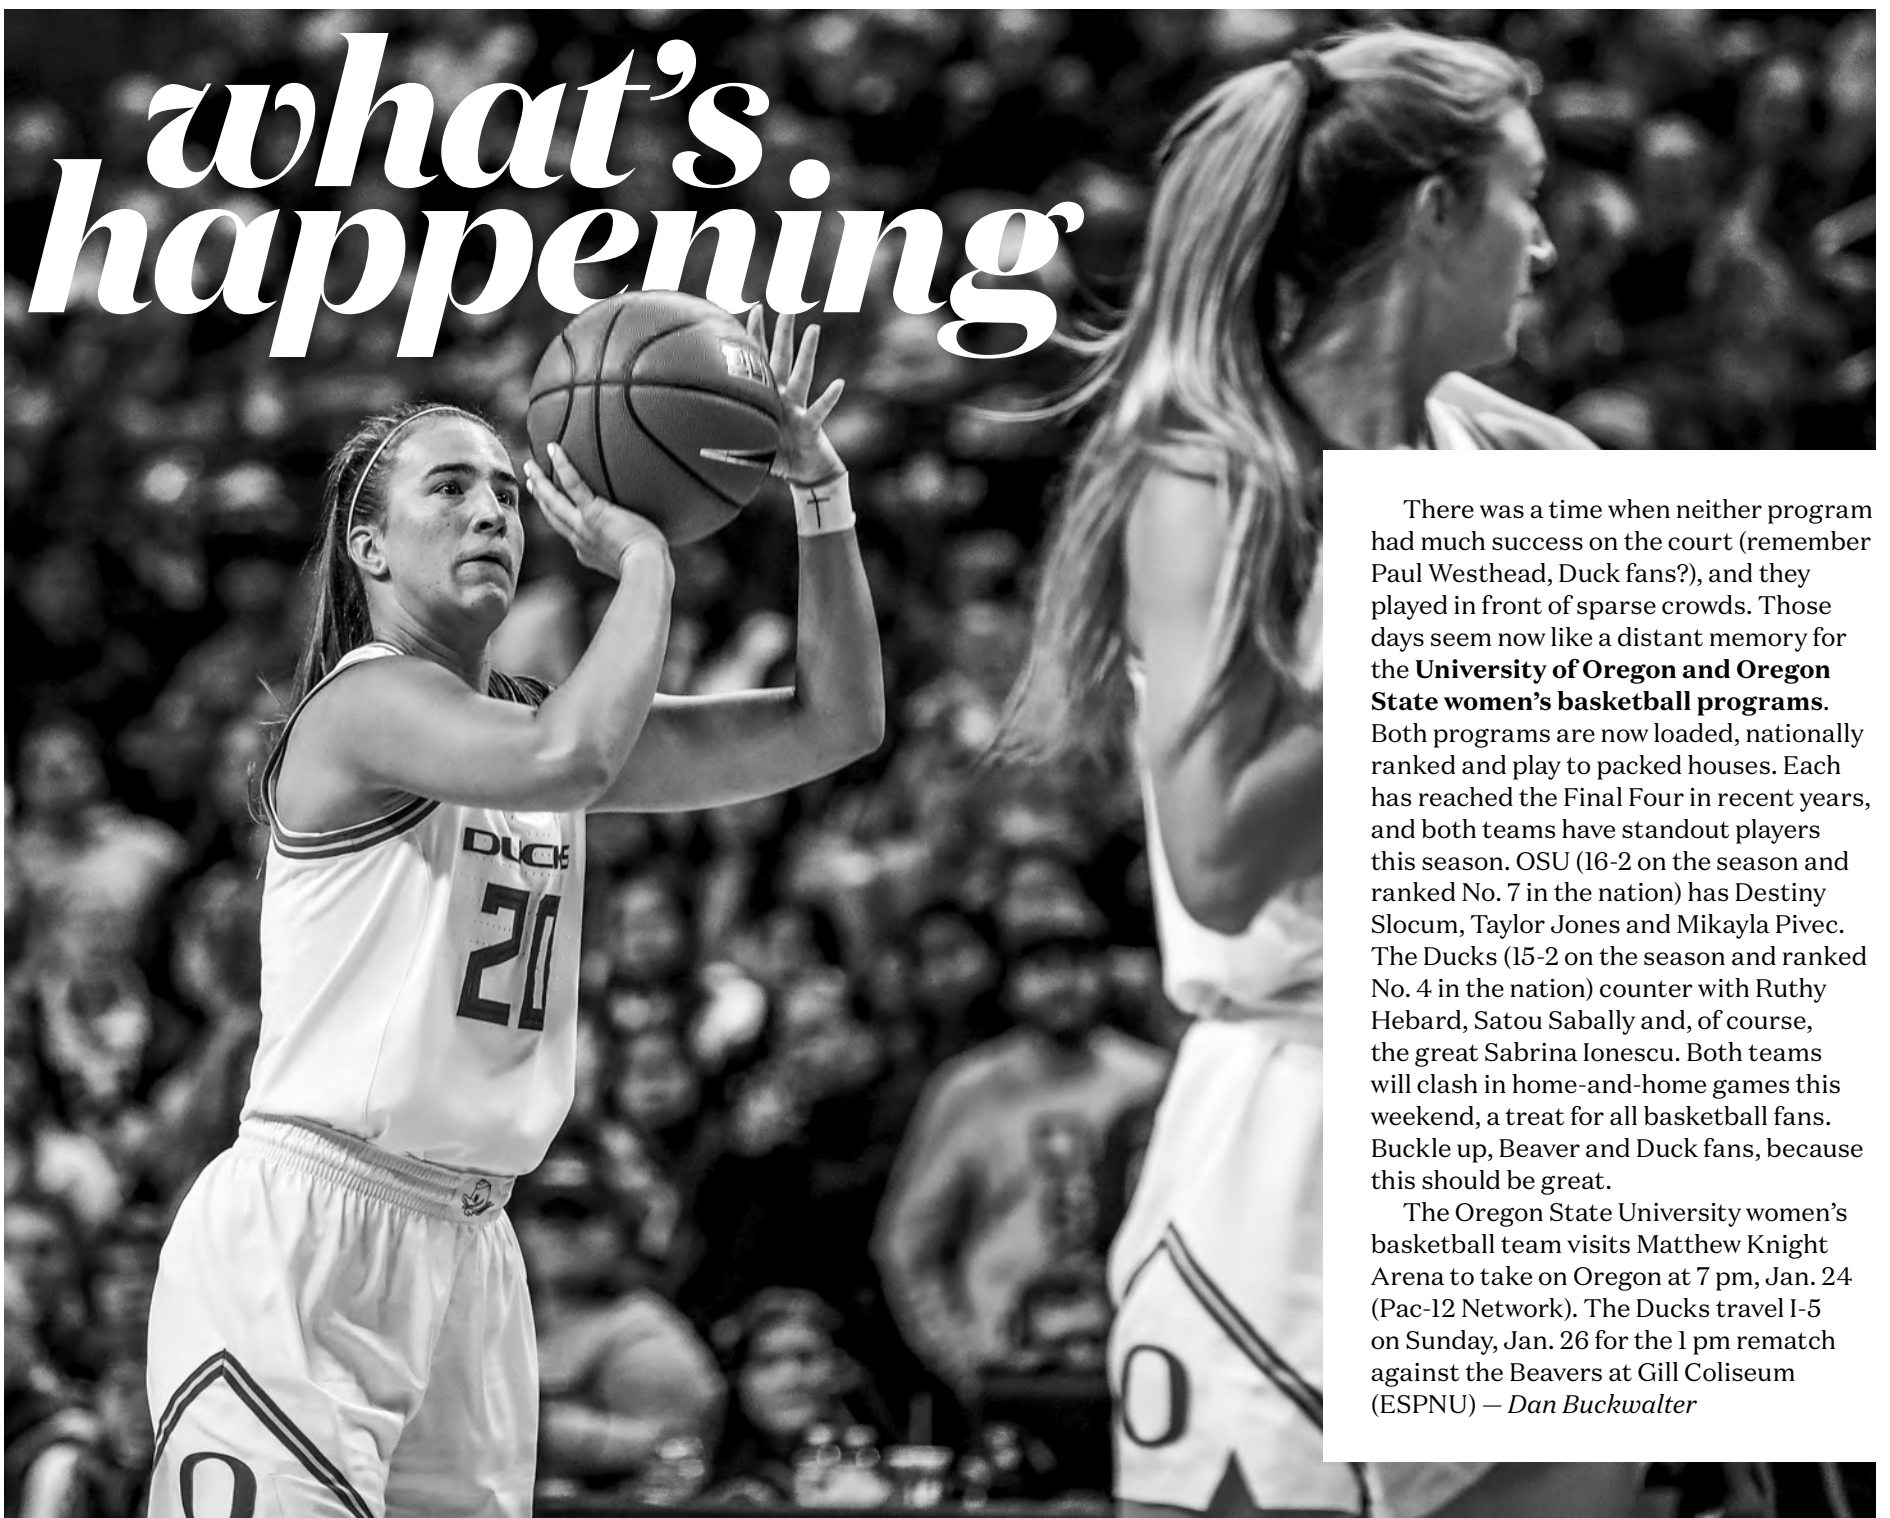 what's
happening
DUCKS
20
O
O
There was a time when neither program
had much success on the court (remember
Paul Westhead, Duck fans?), and they
played in front of sparse crowds. Those
days seem now like a distant memory for
the University of Oregon and Oregon
State women's basketball programs.
Both programs are now loaded, nationally
ranked and play to packed houses. Each
has reached the Final Four in recent years,
and both teams have standout players
this season. OSU (16-2 on the season and
ranked No. 7 in the nation) has Destiny
Slocum, Taylor Jones and Mikayla Pivec.
The Ducks (15-2 on the season and ranked
No. 4 in the nation) counter with Ruthy
Hebard, Satou Sabally and, of course,
the great Sabrina Ionescu. Both teams
will clash in home-and-home games this
weekend, a treat for all basketball fans.
Buckle up, Beaver and Duck fans, because
this should be great.
The Oregon State University women's
basketball team visits Matthew Knight
Arena to take on Oregon at 7 pm, Jan. 24
(Pac-12 Network). The Ducks travel I-5
on Sunday, Jan. 26 for the 1 pm rematch
against the Beavers at Gill Coliseum
(ESPNU) — Dan Buckwalter